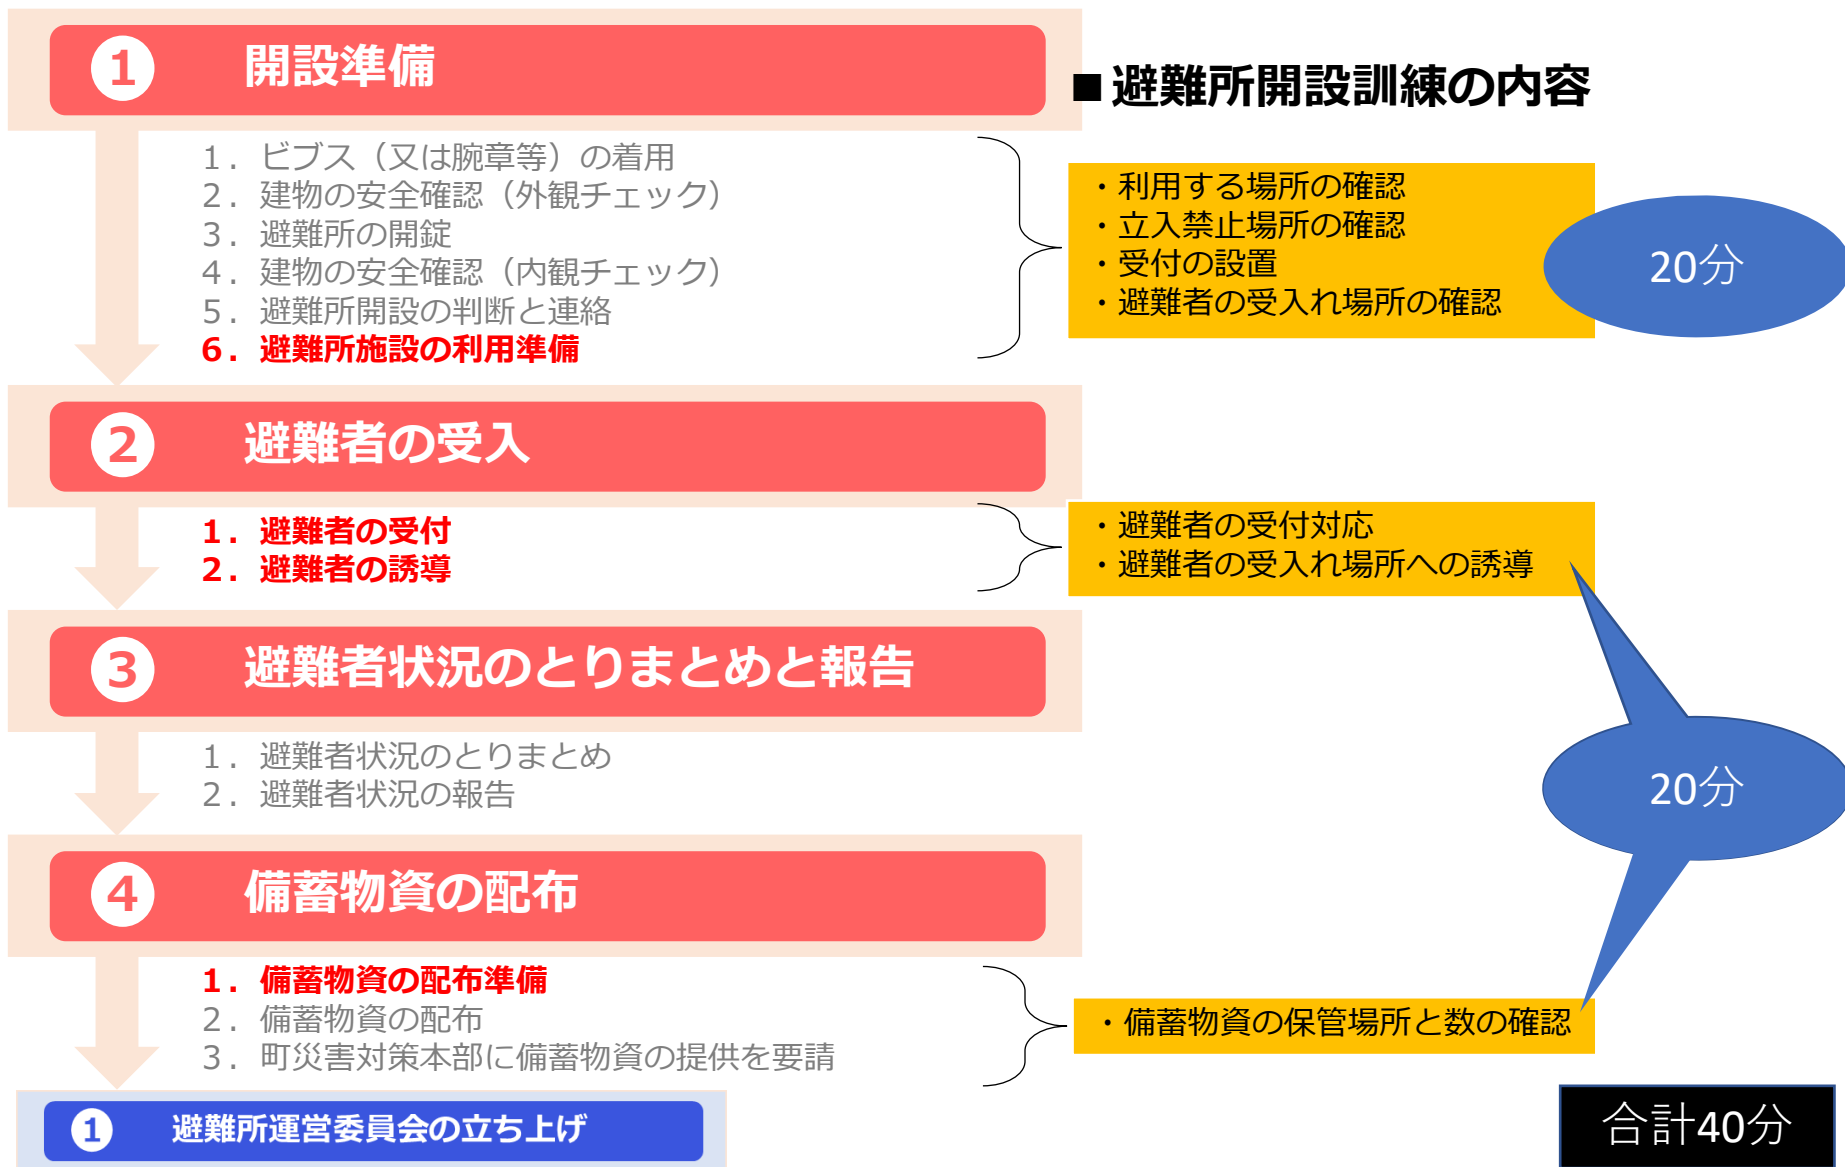 ❶ 開設準備
■避難所開設訓練の内容
1．ビブス（又は腕章等）の着用
2．建物の安全確認（外観チェック）
3．避難所の開錠
4．建物の安全確認（内観チェック）
5．避難所開設の判断と連絡
6．避難所施設の利用準備
・利用する場所の確認
・立入禁止場所の確認
・受付の設置
・避難者の受入れ場所の確認
20分
❷ 避難者の受入
1．避難者の受付
2．避難者の誘導
・避難者の受付対応
・避難者の受入れ場所への誘導
❸ 避難者状況のとりまとめと報告
1．避難者状況のとりまとめ
2．避難者状況の報告
20分
❹ 備蓄物資の配布
1．備蓄物資の配布準備
2．備蓄物資の配布
3．町災害対策本部に備蓄物資の提供を要請
・備蓄物資の保管場所と数の確認
❶ 避難所運営委員会の立ち上げ
合計40分